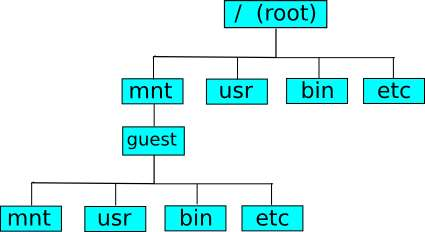 / (root)
mnt usr bin etc
guest
mnt usr bin etc